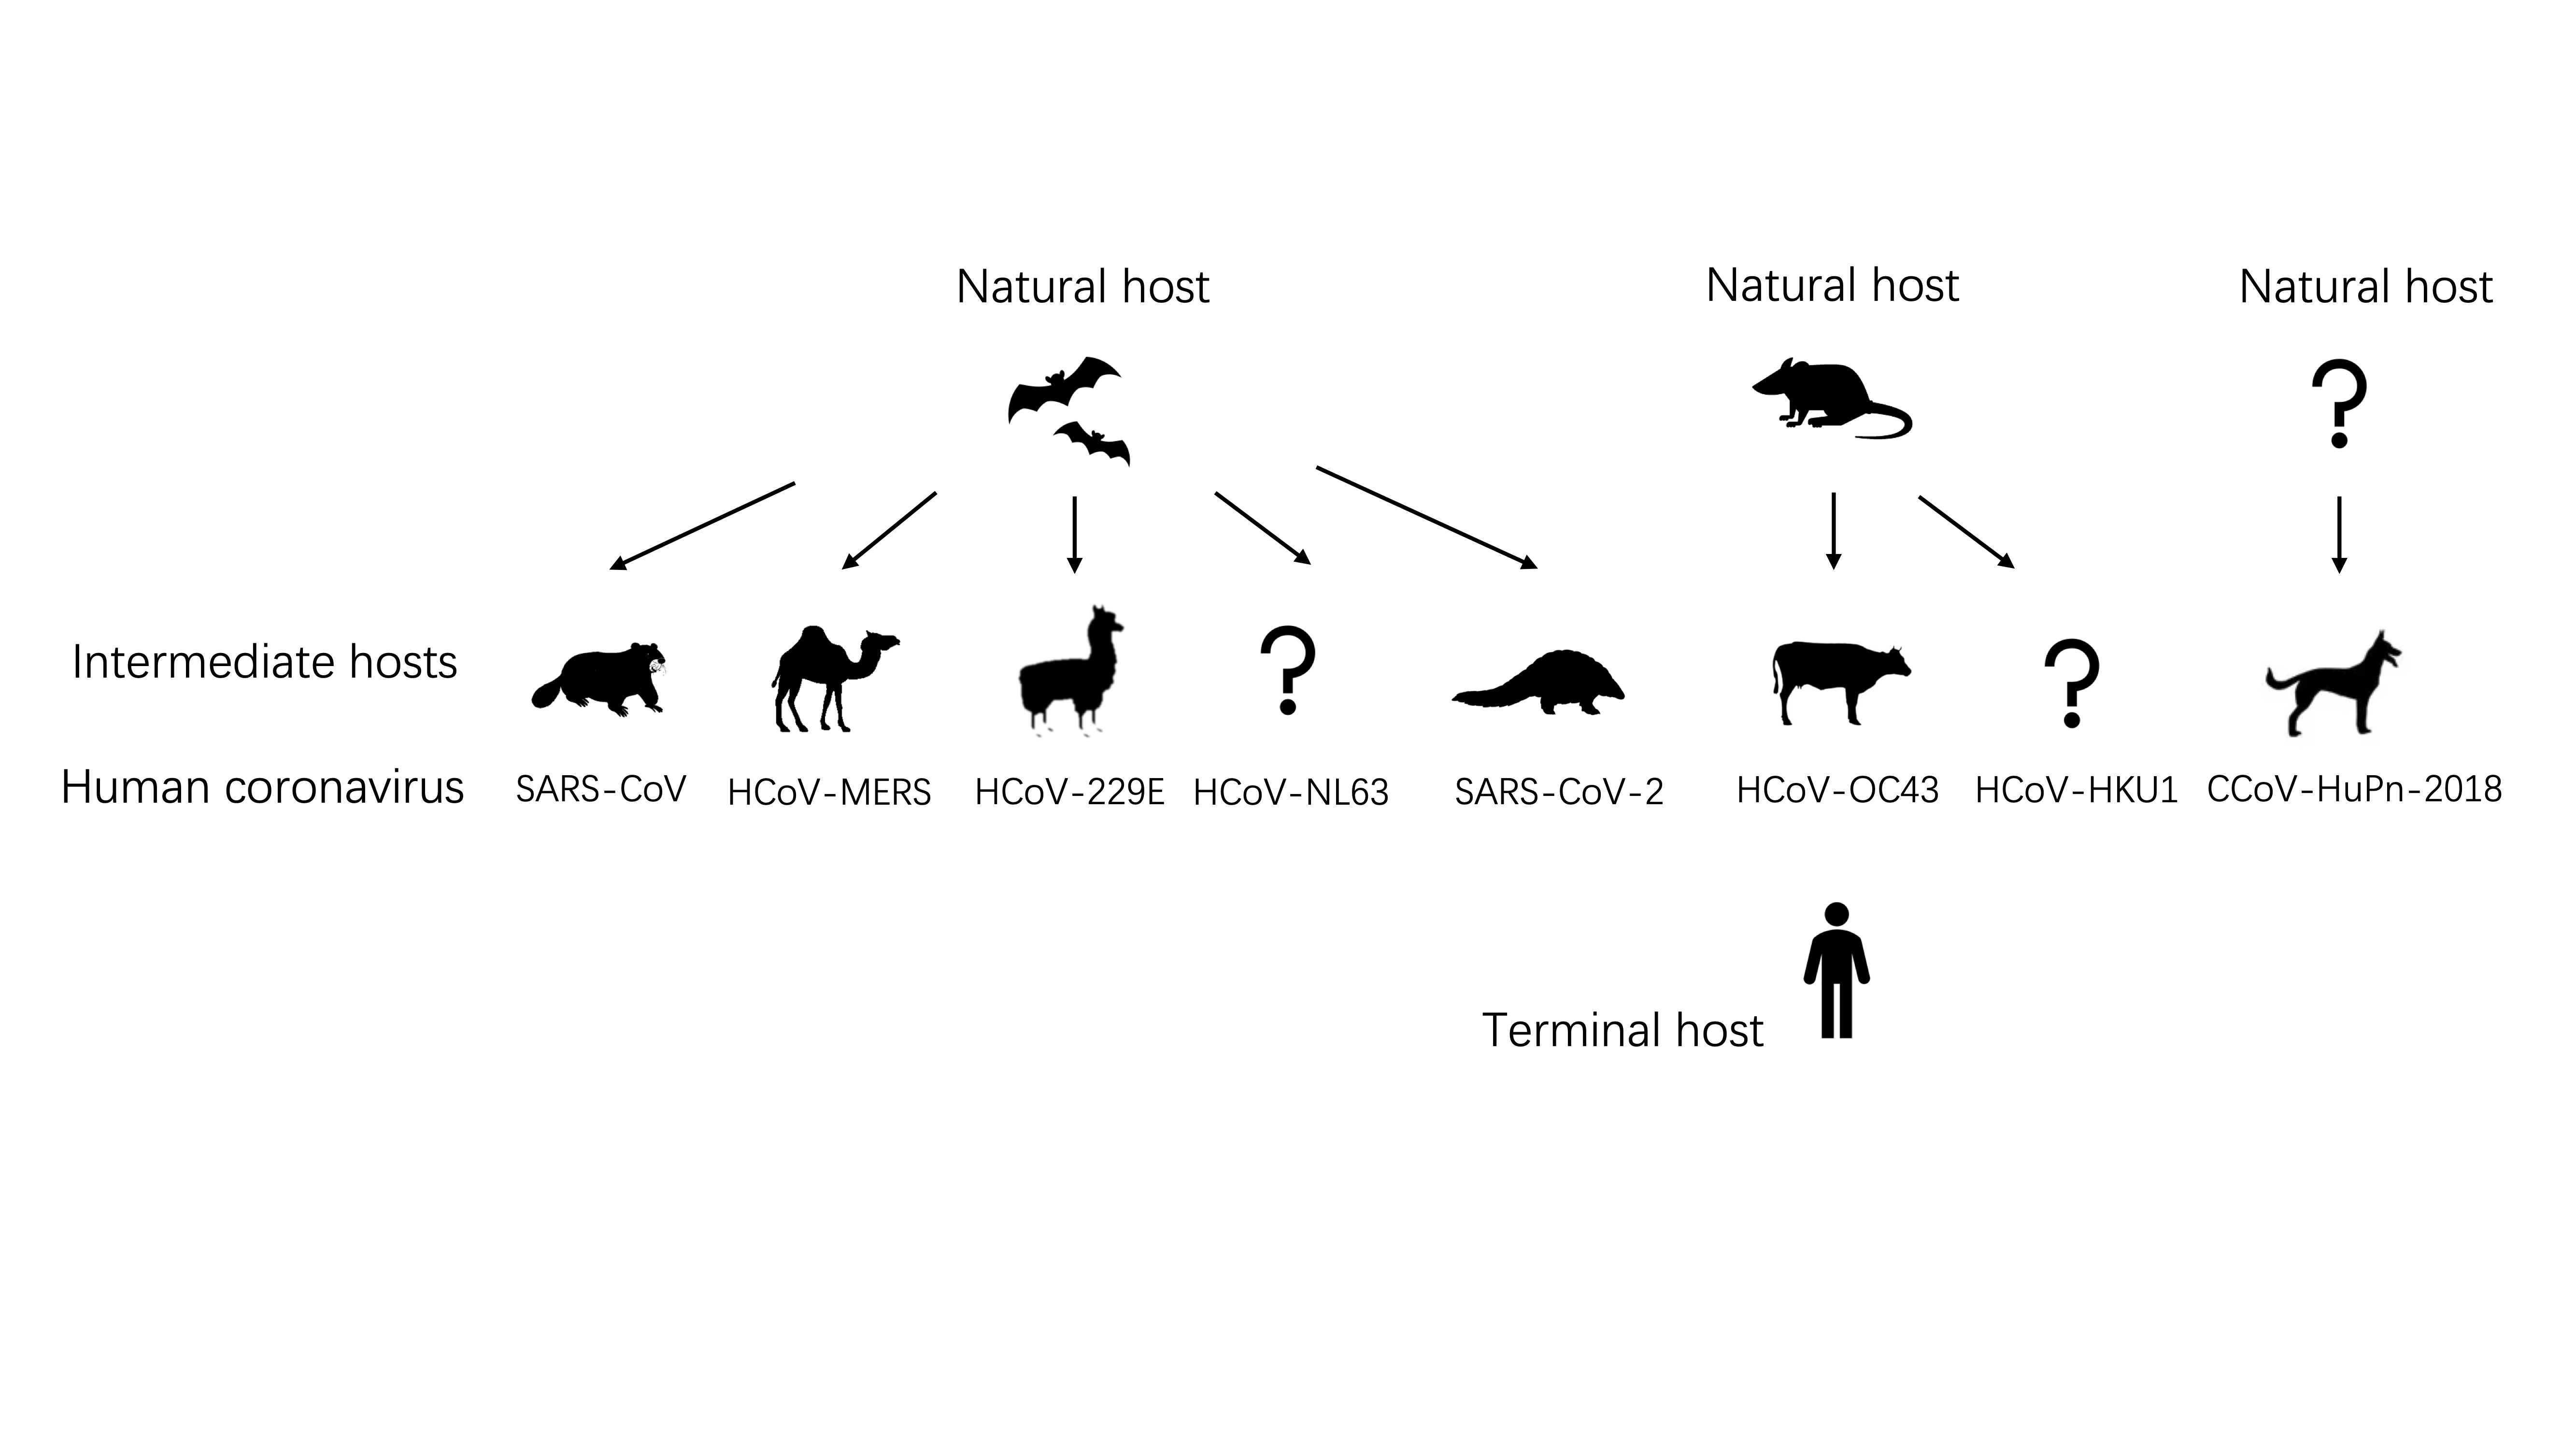 Natural host Natural host Natural host
? 
Intermediate hosts ? ?
Human coronavirus SARS-CoV HCoV-MERS HCoV-229E HCoV-NL63 SARS-CoV-2 HCoV-OC43 HCoV-HKU1 CCoV-HuPn-2018
Terminal host